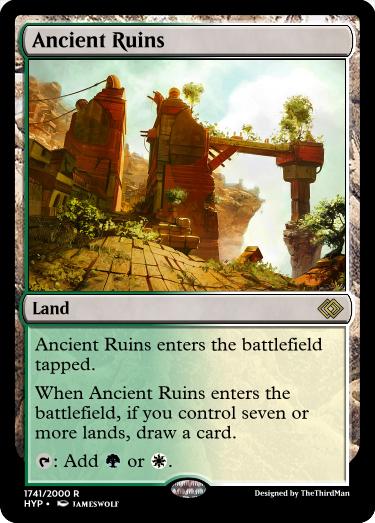 Ancient Ruins
Land
Ancient Ruins enters the battlefield
tapped.
When Ancient Ruins enters the
battlefield, if you control seven or
more lands, draw a card.
: Add or .
1741/2000 R
HYP • JAMESWOLF
Designed by TheThirdMan